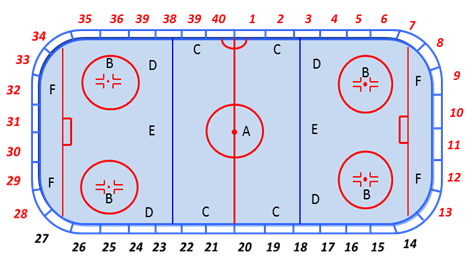 35 36 39 38 39 40 1 2 3 4 5 6 7
34 8
33 9
32 10
31 11
30 12
29 13
28
C C
B D D B
F F
E A E
F F
B D C C D B
27 26 25 24 23 22 21 20 19 18 17 16 15 14